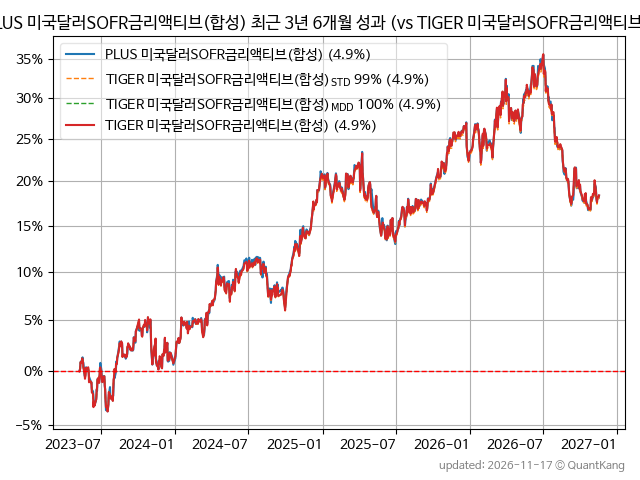 LUS 미국달러SOFR금리액티브(합성) 최근 3년 6개월 성과 (vs TIGER 미국달러SOFR금리액티브
PLUS 미국달러SOFR금리액티브(합성) (4.9%)
TIGER 미국달러SOFR금리액티브(합성)STD 99% (4.9%)
TIGER 미국달러SOFR금리액티브(합성)MDD 100% (4.9%)
TIGER 미국달러SOFR금리액티브(합성) (4.9%)
35%
30%
25%
20%
15%
10%
5%
0%
-5%
2023-07 2024-01 2024-07 2025-01 2025-07 2026-01 2026-07 2027-01
updated: 2026-11-17 © QuantKang